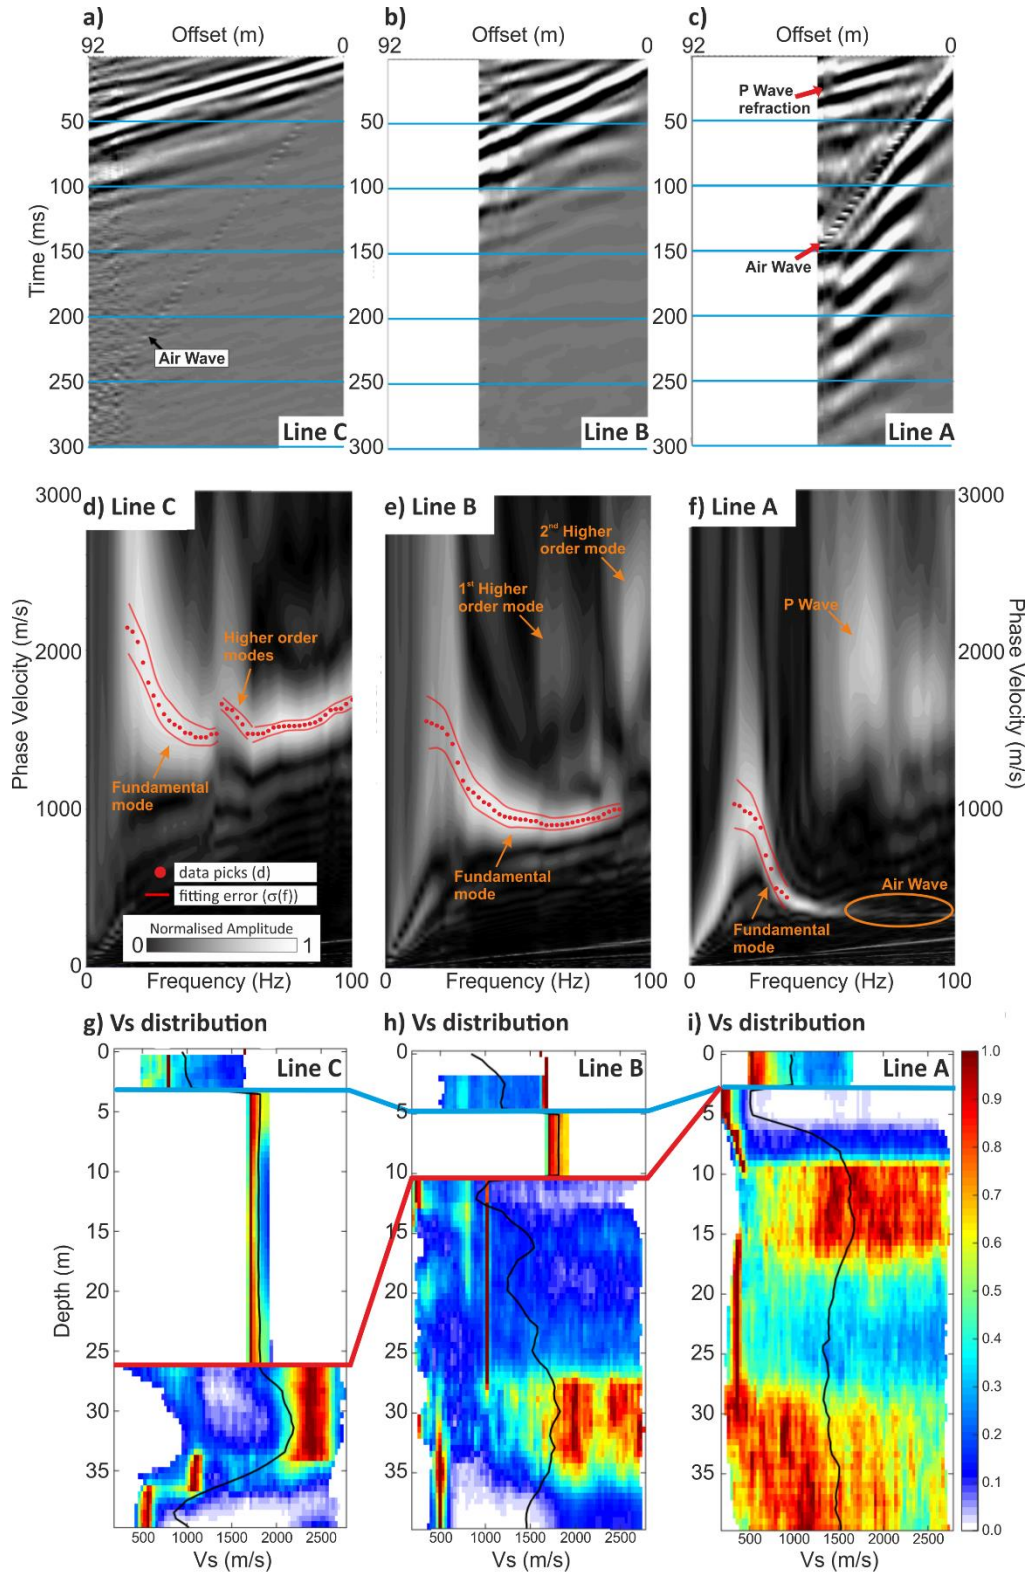 a)
b)
c)
Offset (m)
Offset (m)
Offset (m)
92
0
92
0
92
0
P Wave
refraction
Air Wave
Air Wave
Time (ms)
50
100
150
200
250
300
50
100
150
200
250
300
50
100
150
200
250
300
Line C
Line B
Line A
d) Line C
e) Line B
f) Line A
3000
2000
1000
0
Phase Velocity (m/s)
3000
2000
1000
Phase Velocity (m/s)
Higher order
modes
Fundamental
mode
data picks (d)
fitting error (σ(f))
Normalised Amplitude
0
1
1st Higher
order mode
2nd Higher
order mode
Fundamental
mode
P Wave
Air Wave
Fundamental
mode
0
Frequency (Hz)
100
0
Frequency (Hz)
100
0
Frequency (Hz)
100
g) Vs distribution
h) Vs distribution
i) Vs distribution
Line C
Line B
Line A
Depth (m)
0
5
10
15
20
25
30
35
0
5
10
15
20
25
30
35
0
5
10
15
20
25
30
35
500
1000
1500
2000
2500
500
1000
1500
2000
2500
500
1000
1500
2000
2500
Vs (m/s)
Vs (m/s)
Vs (m/s)
1.0
0.9
0.8
0.7
0.6
0.5
0.4
0.3
0.2
0.1
0.0